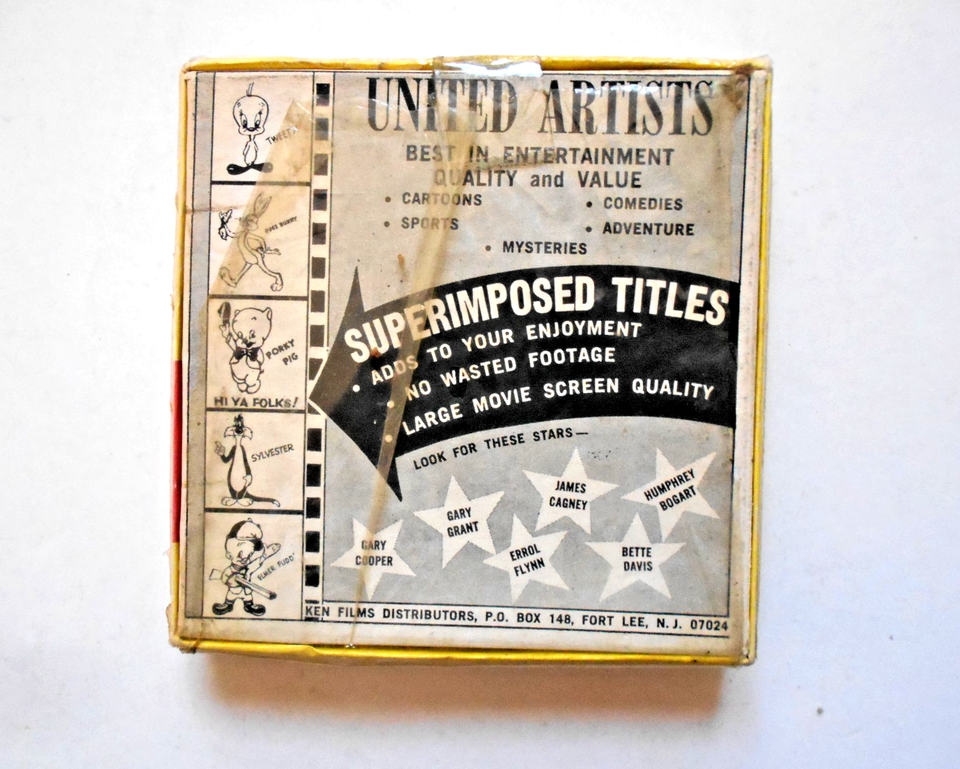 TWEETY
BUGS BUNNY
PORKY
PIG
HI YA FOLKS!
SYLVESTER
ELMER FUDD
UNITED ARTISTS
BEST IN ENTERTAINMENT
QUALITY and VALUE
• CARTOONS
• COMEDIES
• SPORTS
• ADVENTURE
• MYSTERIES
SUPERIMPOSED TITLES
• ADDS TO YOUR ENJOYMENT
• NO WASTED FOOTAGE
• LARGE MOVIE SCREEN QUALITY
LOOK FOR THESE STARS—
GARY
COOPER
GARY
GRANT
ERROL
FLYNN
JAMES
CAGNEY
BETTE
DAVIS
HUMPHREY
BOGART
KEN FILMS DISTRIBUTORS, P.O. BOX 148, FORT LEE, N.J. 07024